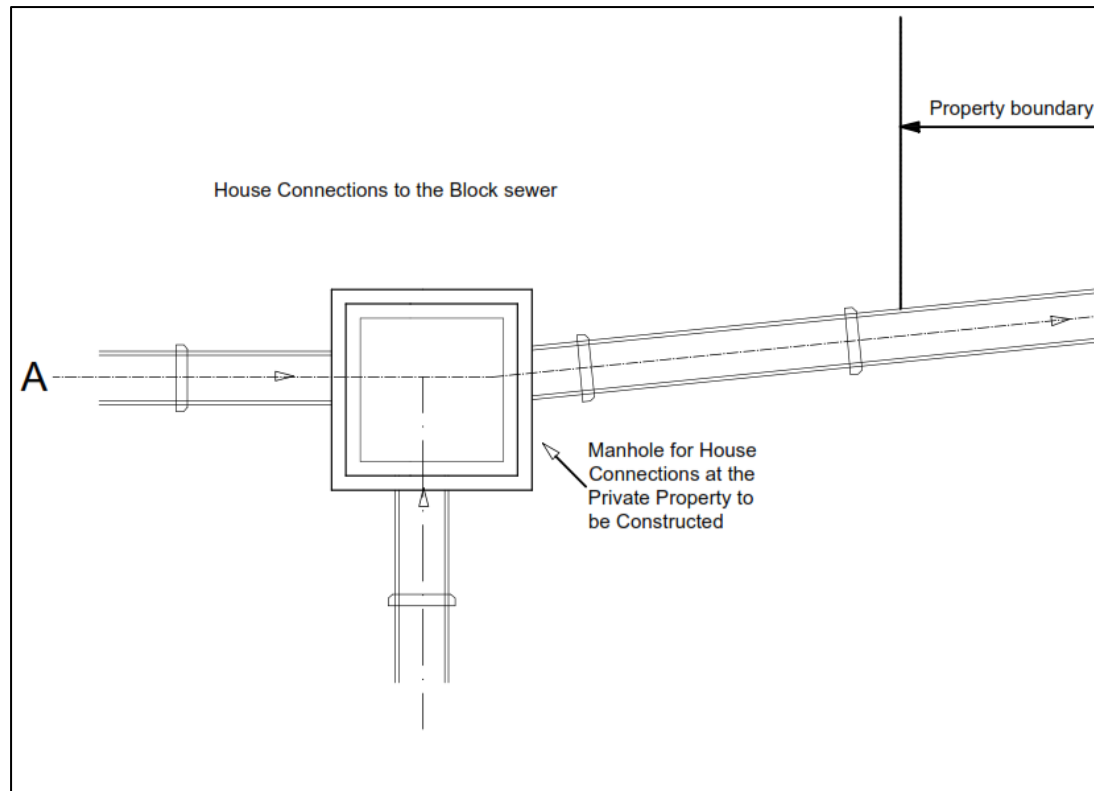 Property boundary
House Connections to the Block sewer
A
Manhole for House
Connections at the
Private Property to
be Constructed